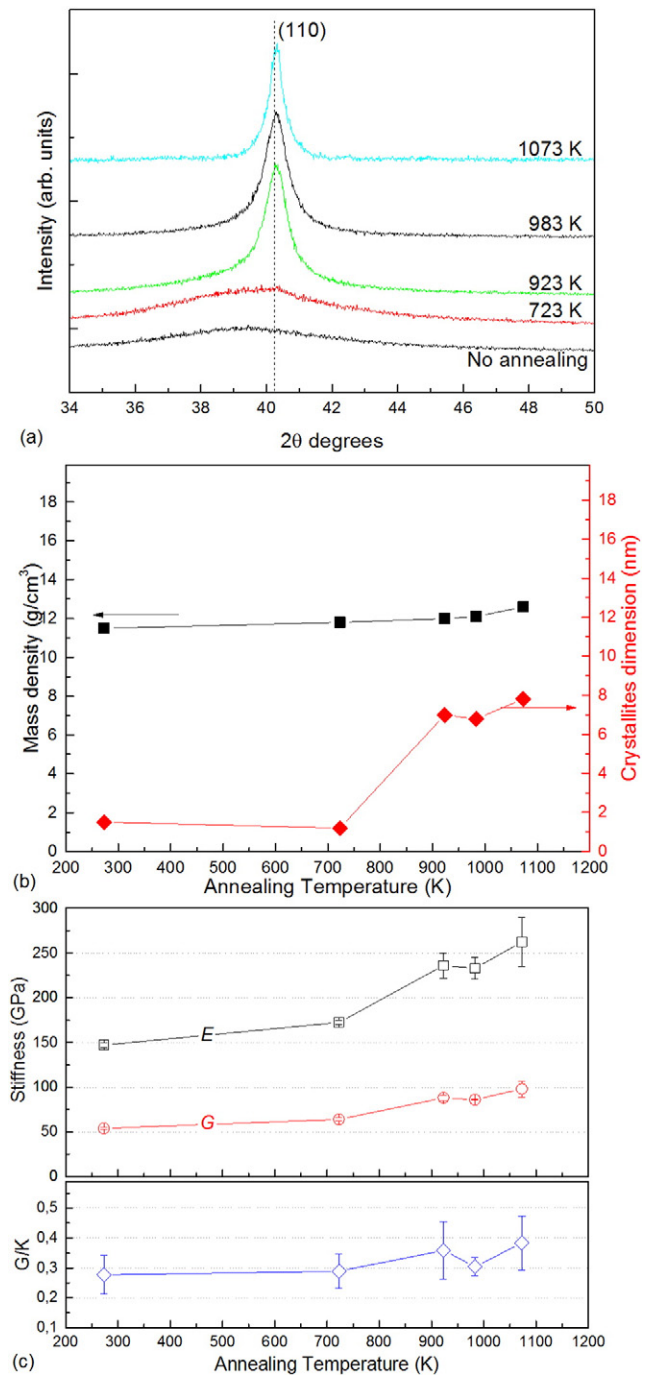 (110)
1073 K
983 K
923 K
723 K
No annealing
Intensity (arb. units)
34 36 38 40 42 44 46 48 50
2θ degrees
(a)
18
16
14
12
10
8
6
4
2
0
Mass density (g/cm³)
18
16
14
12
10
8
6
4
2
0
Crystallites dimension (nm)
200 300 400 500 600 700 800 900 1000 1100 1200
Annealing Temperature (K)
(b)
300
250
200
150
100
50
0
Stiffness (GPa)
E
G
0,5
0,4
0,3
0,2
0,1
G/K
200 300 400 500 600 700 800 900 1000 1100 1200
Annealing Temperature (K)
(c)